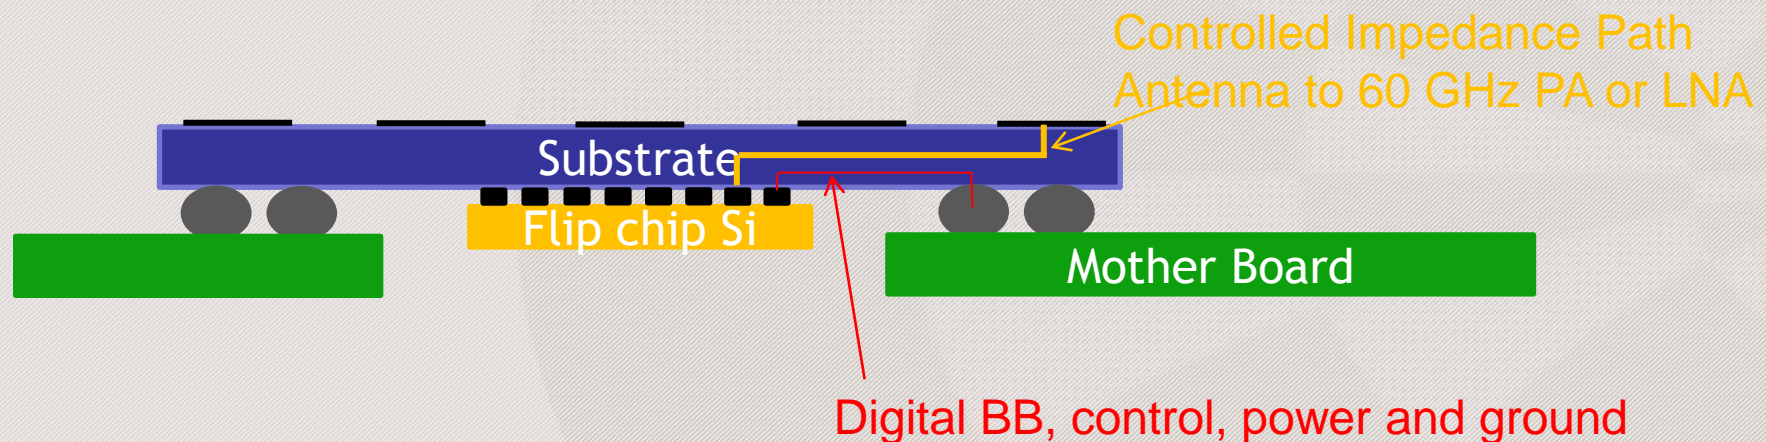 Controlled Impedance Path
Antenna to 60 GHz PA or LNA
Substrate
Flip chip Si
Mother Board
Digital BB, control, power and ground